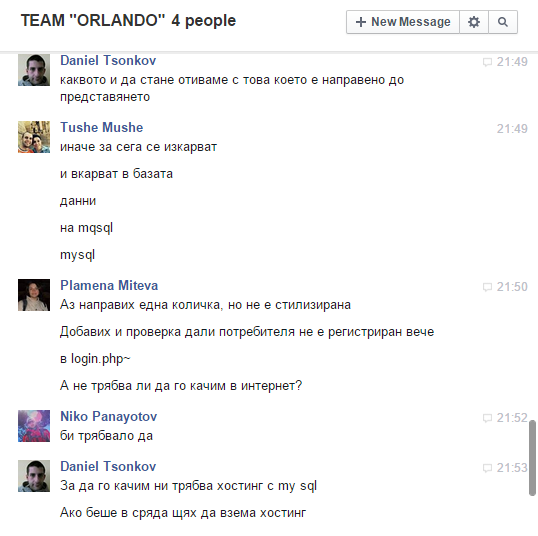 TEAM "ORLANDO" 4 people
+ New Message
Daniel Tsonkov
21:49
каквото и да стане отиваме с това което е направено до
представянето
Tushe Mushe
21:49
иначе за сега се изкарват
и вкарват в базата
данни
на mqsql
mysql
Plamena Miteva
21:50
Аз направих една количка, но не е стилизирана
Добавих и проверка дали потребителя не е регистриран вече
в login.php~
А не трябва ли да го качим в интернет?
Niko Panayotov
21:52
би трябвало да
Daniel Tsonkov
21:53
За да го качим ни трябва хостинг с my sql
Ако беше в сряда щях да взема хостинг